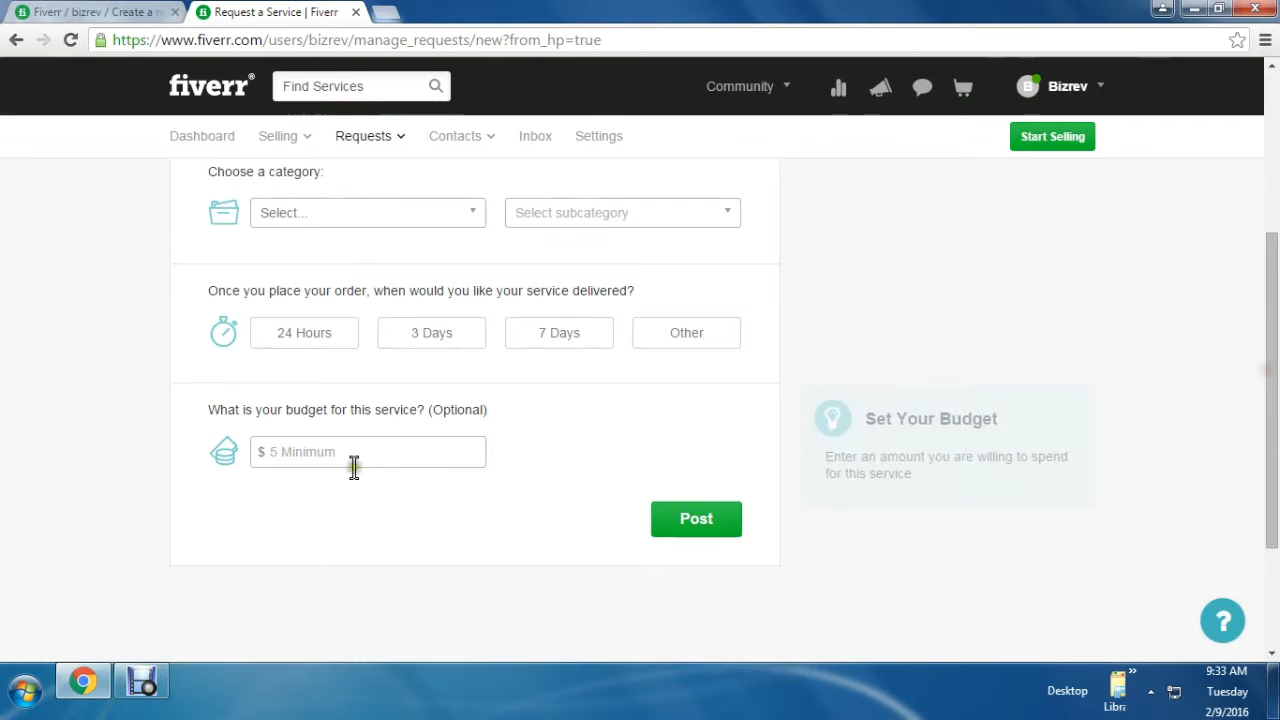 Fiverr / bizrev / Create a n
Request a Service | Fiverr
https://www.fiverr.com/users/bizrev/manage_requests/new?from_hp=true
fiverr®
Find Services
Community
B
Bizrev
Dashboard
Selling
Requests
Contacts
Inbox
Settings
Start Selling
Choose a category:
Select...
Select subcategory
Once you place your order, when would you like your service delivered?
24 Hours
3 Days
7 Days
Other
What is your budget for this service? (Optional)
$ 5 Minimum
Set Your Budget
Enter an amount you are willing to spend
for this service
Post
?
9:33 AM
Desktop
Tuesday
Libra
2/9/2016